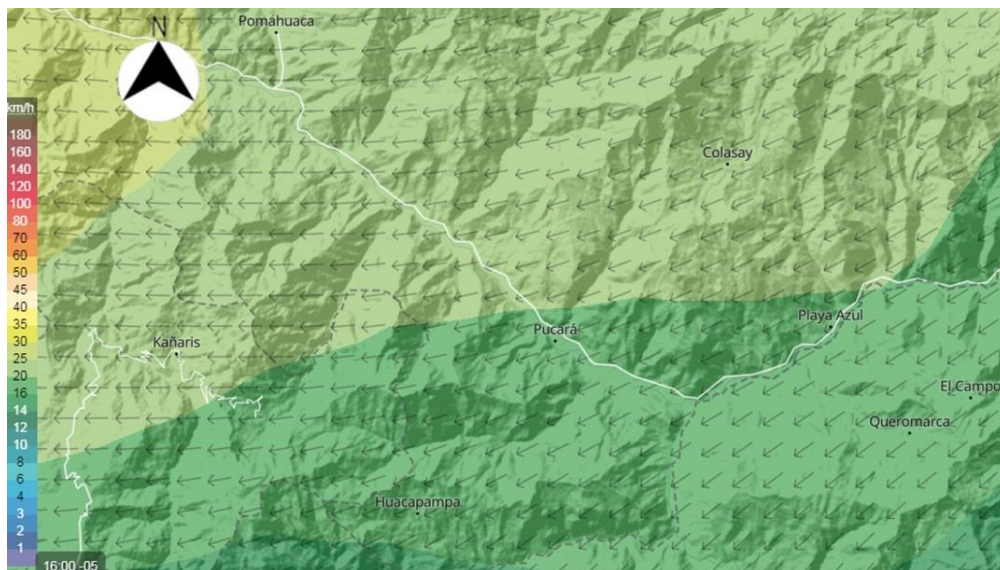 Pomahuaca
N
km/h
180
160
140
120
100
80
70
60
50
45
40
35
30
25
20
16
14
12
10
8
6
4
3
2
1
Colasay
Playa Azul
Pucará
Kañaris
El Campo
Queromarca
Huacapampa
16:00 -05